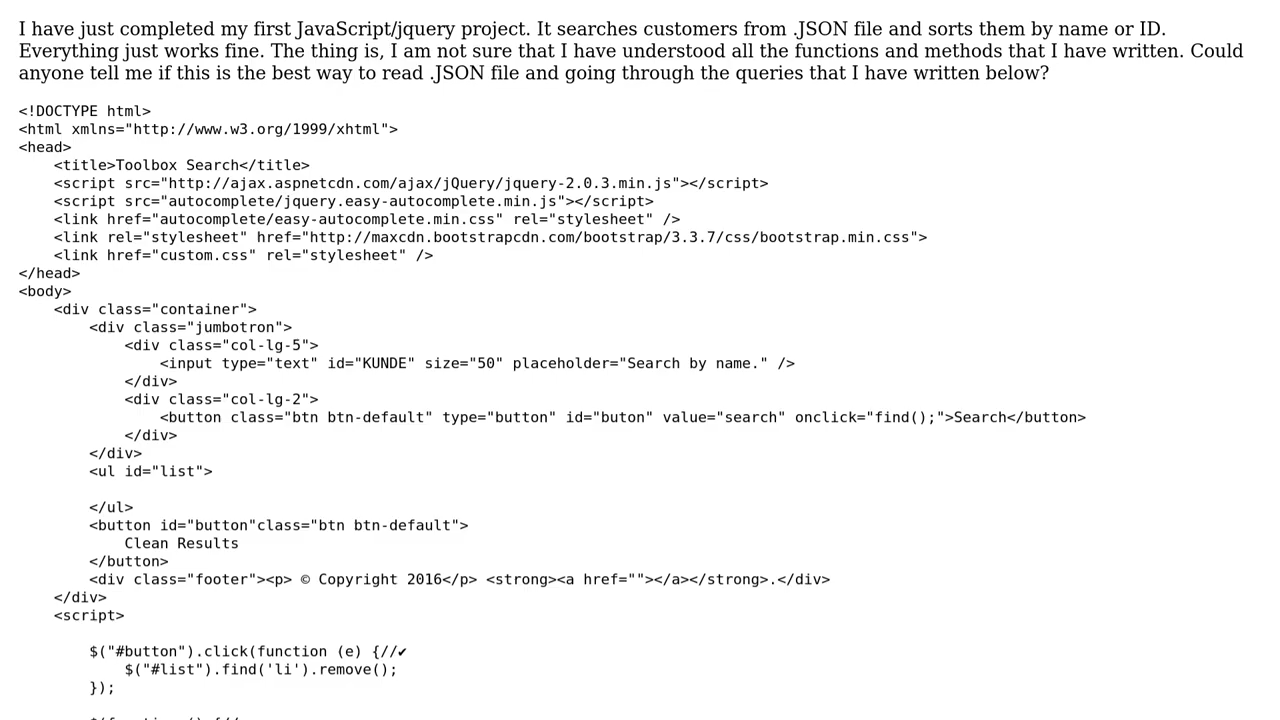 I have just completed my first JavaScript/jquery project. It searches customers from .JSON file and sorts them by name or ID.
Everything just works fine. The thing is, I am not sure that I have understood all the functions and methods that I have written. Could
anyone tell me if this is the best way to read .JSON file and going through the queries that I have written below?
<!DOCTYPE html>
<html xmlns="http://www.w3.org/1999/xhtml">
<head>
    <title>Toolbox Search</title>
    <script src="http://ajax.aspnetcdn.com/ajax/jQuery/jquery-2.0.3.min.js"></script>
    <script src="autocomplete/jquery.easy-autocomplete.min.js"></script>
    <link href="autocomplete/easy-autocomplete.min.css" rel="stylesheet" />
    <link rel="stylesheet" href="http://maxcdn.bootstrapcdn.com/bootstrap/3.3.7/css/bootstrap.min.css">
    <link href="custom.css" rel="stylesheet" />
</head>
<body>
    <div class="container">
        <div class="jumbotron">
            <div class="col-lg-5">
                <input type="text" id="KUNDE" size="50" placeholder="Search by name." />
            </div>
            <div class="col-lg-2">
                <button class="btn btn-default" type="button" id="buton" value="search" onclick="find();">Search</button>
            </div>
        </div>
        <ul id="list">
        </ul>
        <button id="button"class="btn btn-default">
            Clean Results
        </button>
        <div class="footer"><p> © Copyright 2016</p> <strong><a href=""></a></strong>.</div>
    </div>
    <script>
        $("#button").click(function (e) {//✔
            $("#list").find('li').remove();
        });